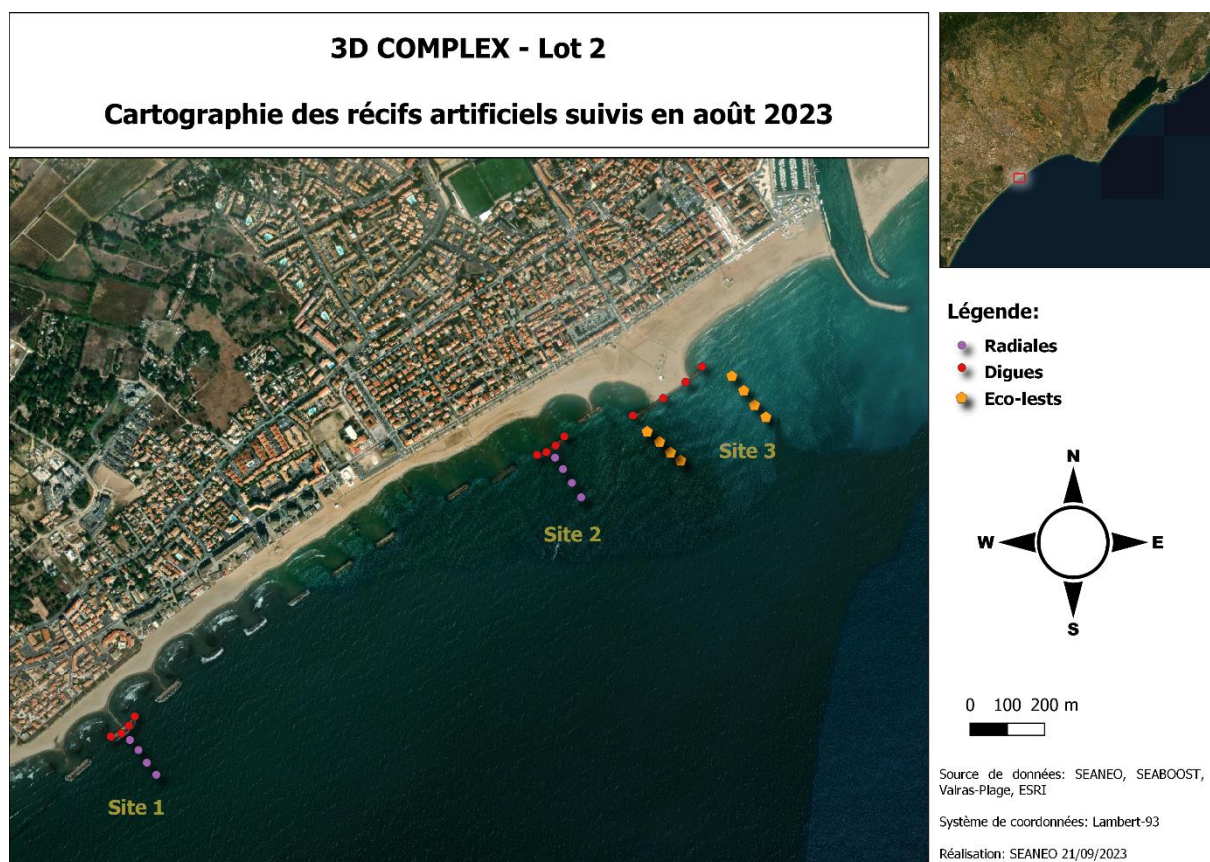 3D COMPLEX - Lot 2
Cartographie des récifs artificiels suivis en août 2023
Site 1
Site 2
Site 3
Légende:
Radiales
Digues
Eco-lests
N
W
E
S
0 100 200 m
Source de données: SEANEO, SEABOOST,
Valras-Plage, ESRI
Système de coordonnées: Lambert-93
Réalisation: SEANEO 21/09/2023